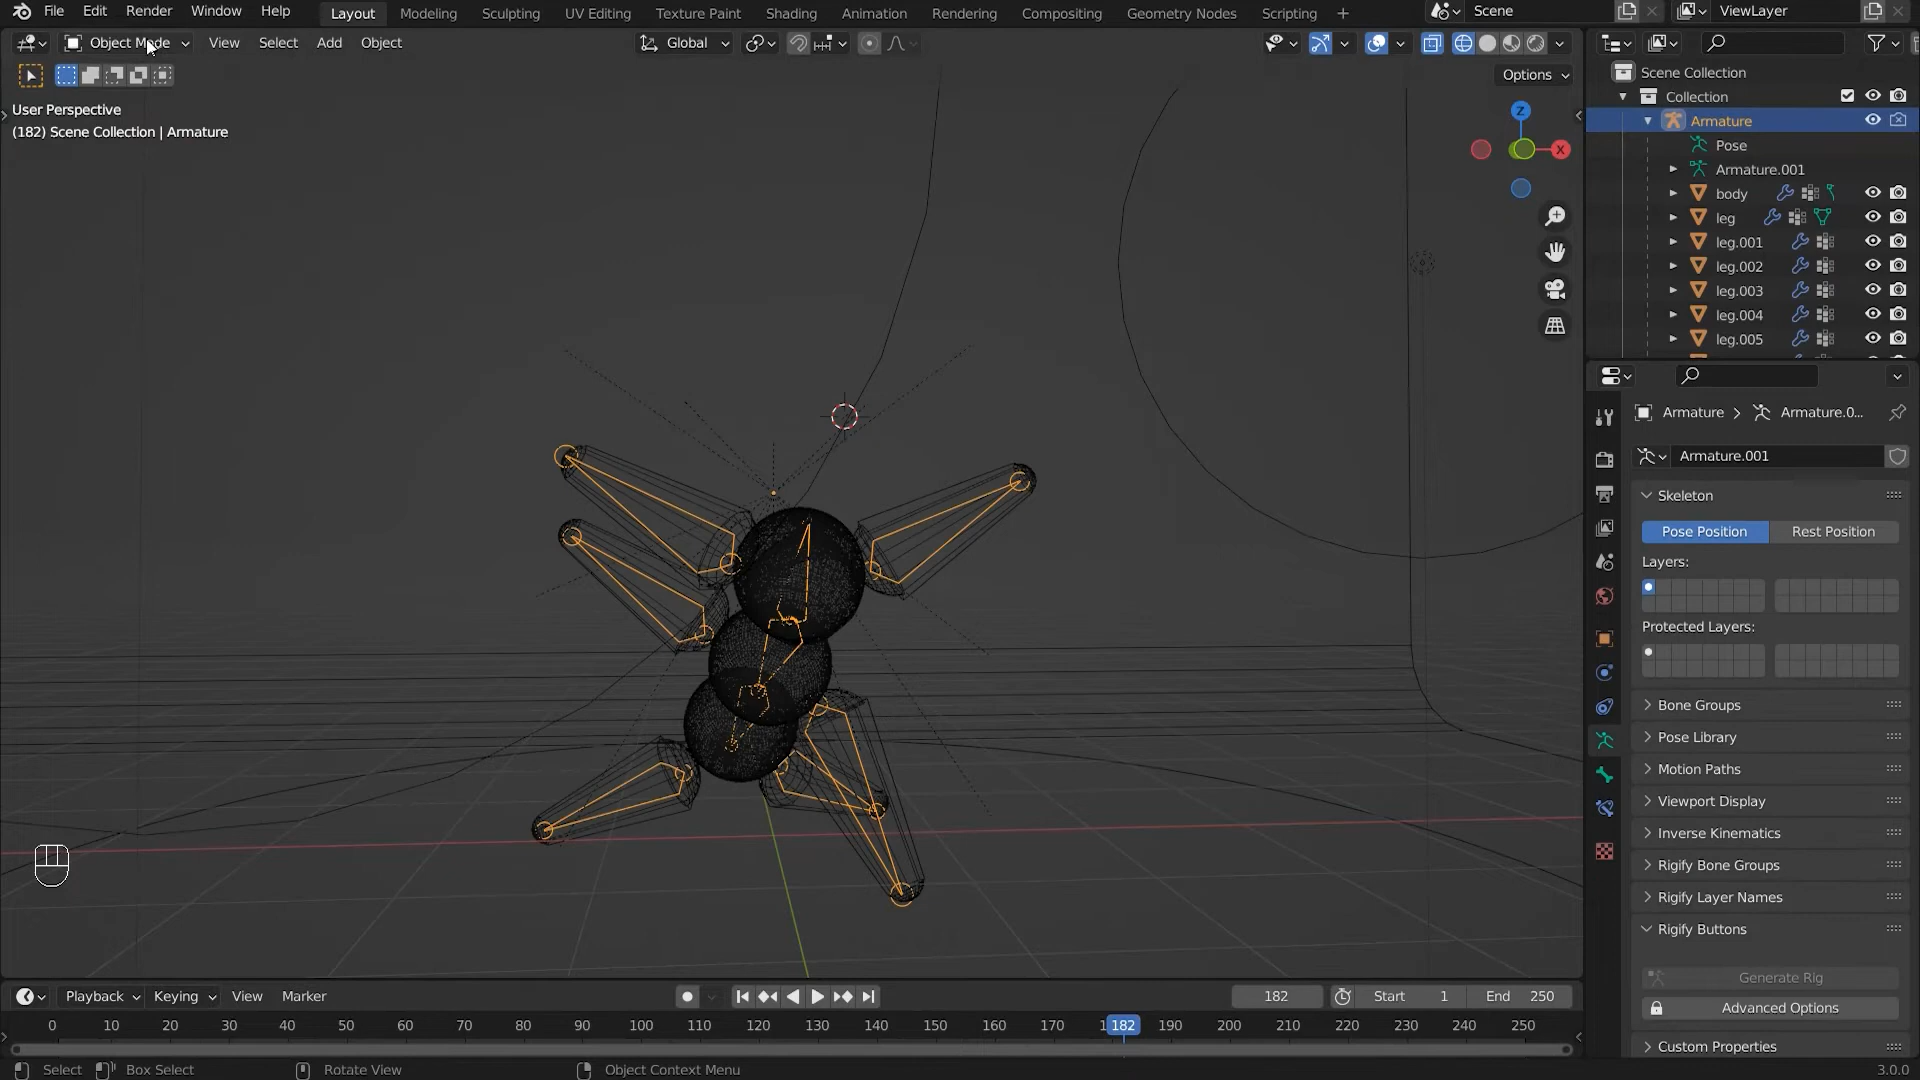 File Edit Render Window Help Layout Modeling Sculpting UV Editing Texture Paint Shading Animation Rendering Compositing Geometry Nodes Scripting + Scene ViewLayer
Object Mode View Select Add Object Global
Options
User Perspective
(182) Scene Collection | Armature
Z
X
Scene Collection
Collection
Armature
Pose
Armature.001
body
leg
leg.001
leg.002
leg.003
leg.004
leg.005
Armature > Armature.0...
Armature.001
Skeleton
Pose Position Rest Position
Layers:
Protected Layers:
Bone Groups
Pose Library
Motion Paths
Viewport Display
Inverse Kinematics
Rigify Bone Groups
Rigify Layer Names
Rigify Buttons
Generate Rig
Advanced Options
Custom Properties
Playback Keying View Marker 182 Start 1 End 250
0 10 20 30 40 50 60 70 80 90 100 110 120 130 140 150 160 170 182 190 200 210 220 230 240 250
Select Box Select Rotate View Object Context Menu 3.0.0